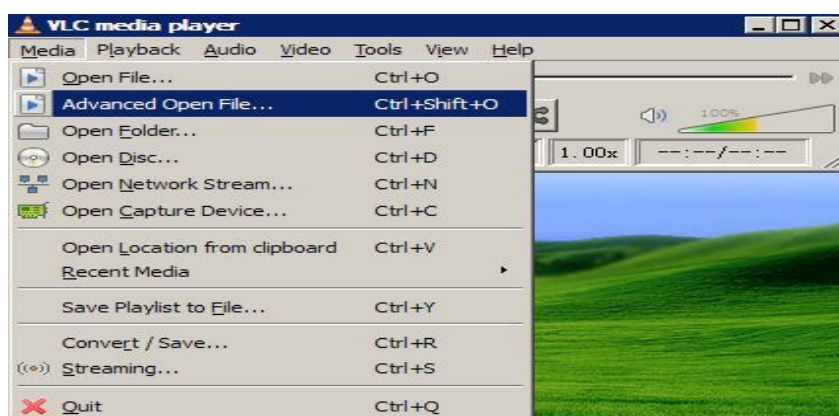 VLC media player
Media Playback Audio Video Tools View Help
Open File... Ctrl+O
Advanced Open File... Ctrl+Shift+O
Open Folder... Ctrl+F
Open Disc... Ctrl+D
Open Network Stream... Ctrl+N
Open Capture Device... Ctrl+C
Open Location from clipboard Ctrl+V
Recent Media
Save Playlist to File... Ctrl+Y
Convert / Save... Ctrl+R
Streaming... Ctrl+S
Quit Ctrl+Q
100%
1.00x --:--/--:--